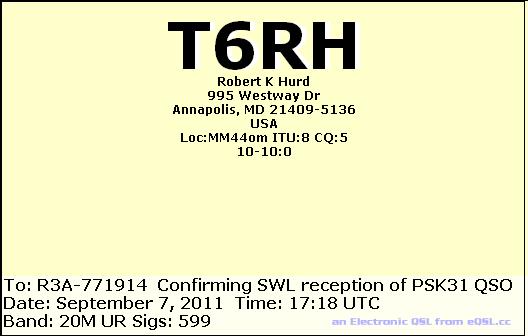 T6RH
Robert K Hurd
995 Westway Dr
Annapolis, MD 21409-5136
USA
Loc:MM44om ITU:8 CQ:5
10-10:0
To: R3A-771914 Confirming SWL reception of PSK31 QSO
Date: September 7, 2011 Time: 17:18 UTC
Band: 20M UR Sigs: 599
an Electronic QSL from eQSL.cc